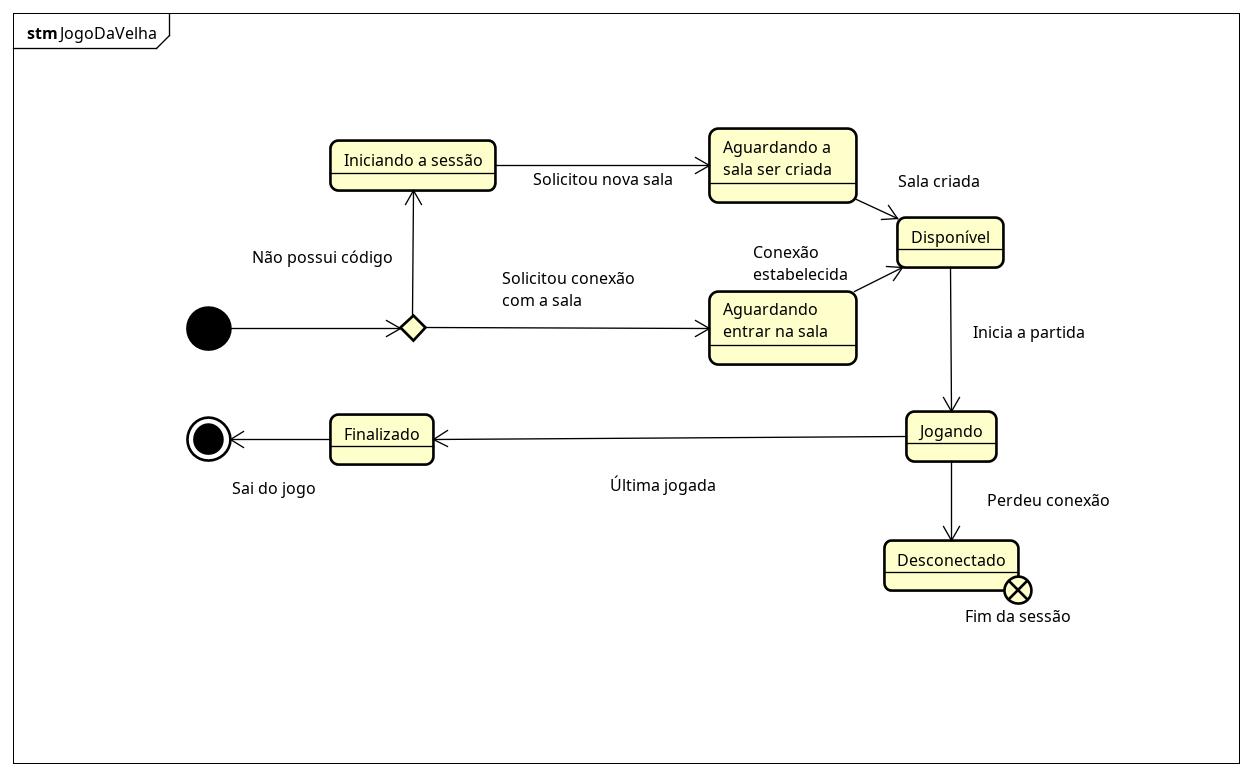 stm JogoDaVelha
Iniciando a sessão
Solicitou nova sala
Aguardando a
sala ser criada
Sala criada
Disponível
Não possui código
Solicitou conexão
com a sala
Conexão
estabelecida
Aguardando
entrar na sala
Inicia a partida
Finalizado
Jogando
Sai do jogo
Última jogada
Perdeu conexão
Desconectado
Fim da sessão